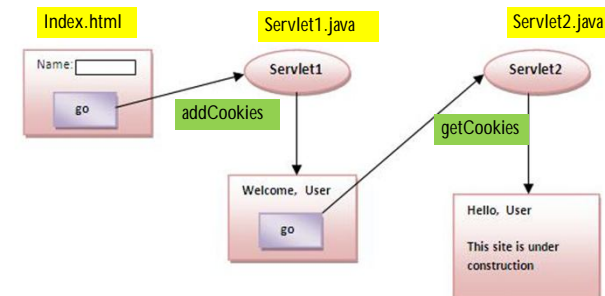 Index.html
Servlet1.java
Servlet2.java
Name:
go
Servlet1
Servlet2
addCookies
getCookies
Welcome, User
go
Hello, User
This site is under
construction